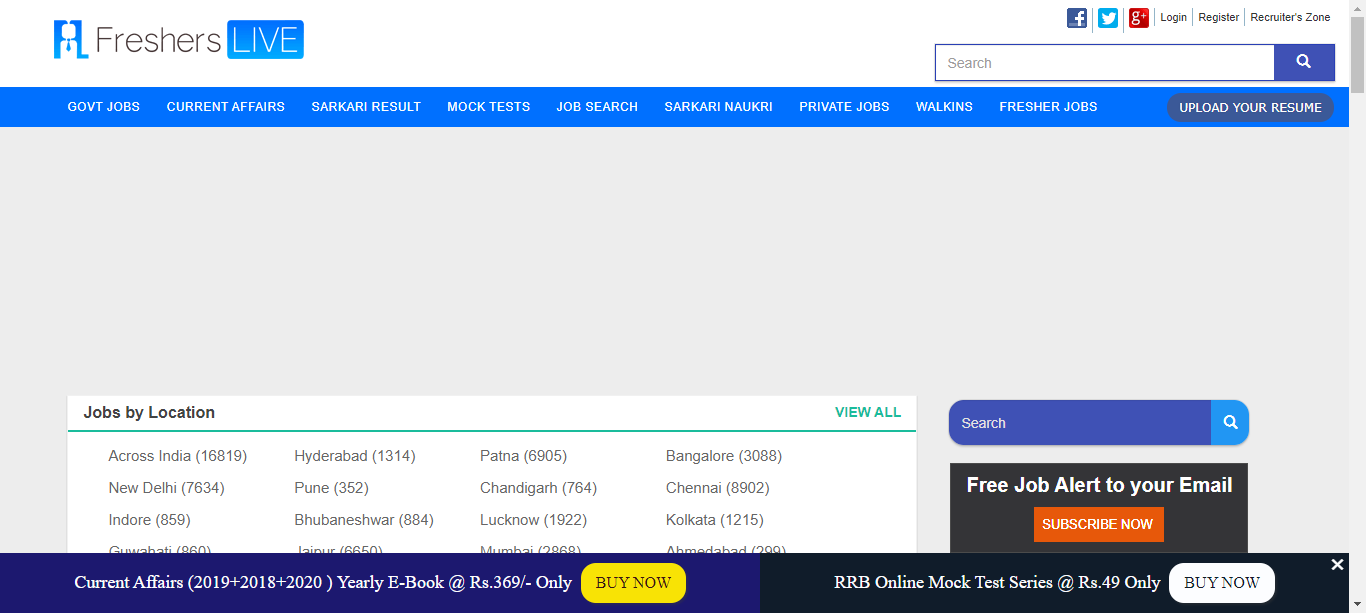 Freshers LIVE
g+ Login Register Recruiter's Zone
Search
GOVT JOBS CURRENT AFFAIRS SARKARI RESULT MOCK TESTS JOB SEARCH SARKARI NAUKRI PRIVATE JOBS WALKINS FRESHER JOBS UPLOAD YOUR RESUME
Jobs by Location VIEW ALL
Across India (16819) Hyderabad (1314) Patna (6905) Bangalore (3088)
New Delhi (7634) Pune (352) Chandigarh (764) Chennai (8902)
Indore (859) Bhubaneshwar (884) Lucknow (1922) Kolkata (1215)
Guwahati (860) Jaipur (6650) Mumbai (2868) Ahmedabad (299)
Search
Free Job Alert to your Email
SUBSCRIBE NOW
Current Affairs (2019+2018+2020 ) Yearly E-Book @ Rs.369/- Only BUY NOW
RRB Online Mock Test Series @ Rs.49 Only BUY NOW